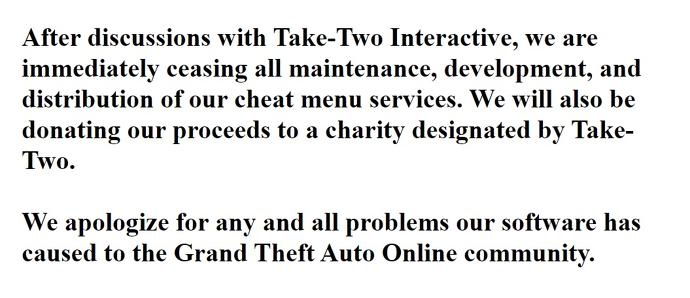 After discussions with Take-Two Interactive, we are
immediately ceasing all maintenance, development, and
distribution of our cheat menu services. We will also be
donating our proceeds to a charity designated by Take-
Two.
We apologize for any and all problems our software has
caused to the Grand Theft Auto Online community.